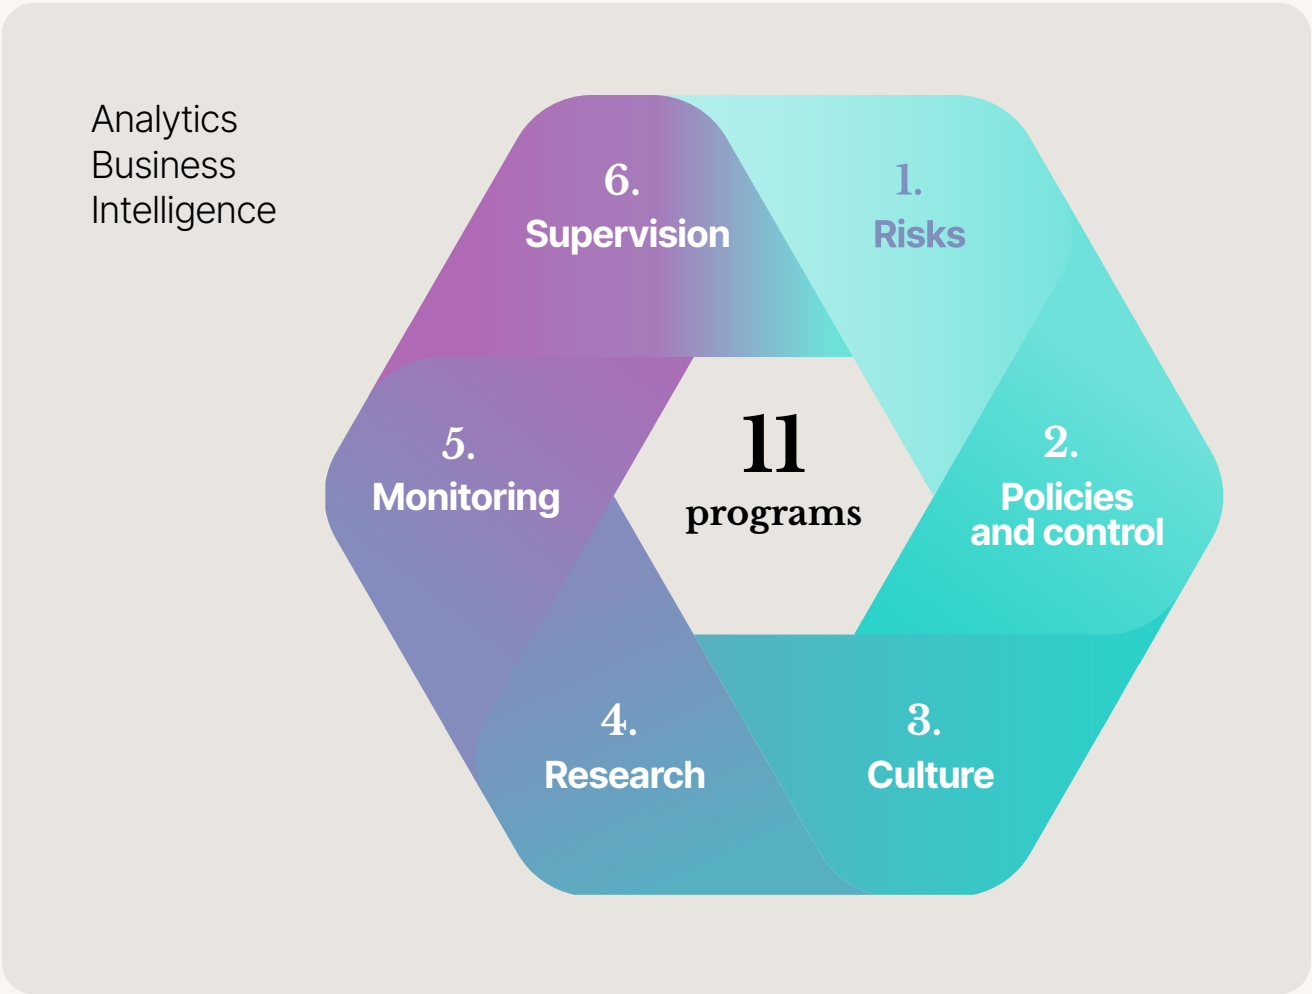 Analytics
Business
Intelligence
1.
Risks
2.
Policies
and control
3.
Culture
4.
Research
5.
Monitoring
6.
Supervision
11
programs